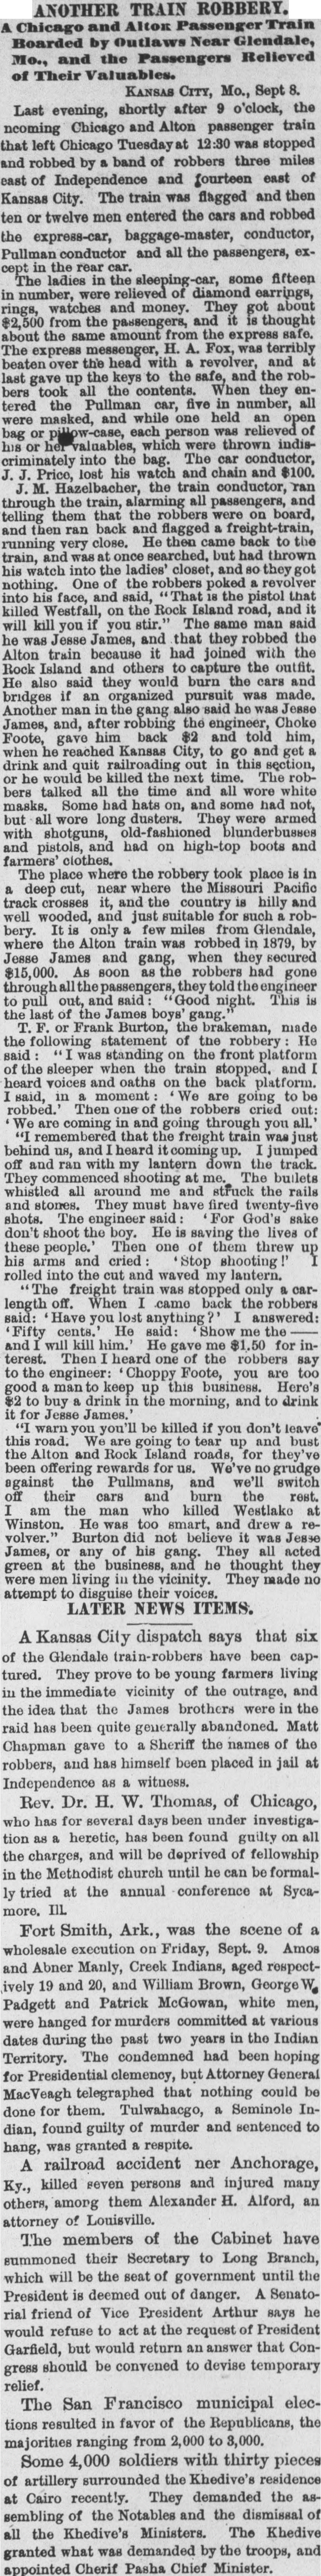 ANOTHER TRAIN ROBBERY.
A Chicago and Alton Passenger Train
Boarded by Outlaws Near Glendale,
Mo., and the Passengers Relieved
of Their Valuables.
KANSAS CITY, Mo., Sept 8.
Last evening, shortly after 9 o'clock, the
ncoming Chicago and Alton passenger train
that left Chicago Tuesday at 12:30 was stopped
and robbed by a band of robbers three miles
east of Independence and fourteen east of
Kansas City. The train was flagged and then
ten or twelve men entered the cars and robbed
the express-car, baggage-master, conductor,
Pullman conductor and all the passengers, ex-
cept in the rear car.
The ladies in the sleeping-car, some fifteen
in number, were relieved of diamond earrings,
rings, watches and money. They got about
$2,500 from the passengers, and it is thought
about the same amount from the express safe.
The express messenger, H. A. Fox, was terribly
beaten over the head with a revolver, and at
last gave up the keys to the safe, and the rob-
bers took all the contents. When they en-
tered the Pullman car, five in number, all
were masked, and while one held an open
bag or pillow-case, each person was relieved of
his or her valuables, which were thrown indis-
criminately into the bag. The car conductor,
J. J. Price, lost his watch and chain and $100.
J. M. Hazelbacher, the train conductor, ran
through the train, alarming all passengers, and
telling them that the robbers were on board,
and then ran back and flagged a freight-train,
running very close. He then came back to the
train, and was at once searched, but had thrown
his watch into the ladies' closet, and so they got
nothing. One of the robbers poked a revolver
into his face, and said, "That is the pistol that
killed Westfall, on the Rock Island road, and it
will kill you if you stir." The same man said
he was Jesse James, and that they robbed the
Alton train because it had joined with the
Rock Island and others to capture the outfit.
He also said they would burn the cars and
bridges if an organized pursuit was made.
Another man in the gang also said he was Jesse
James, and, after robbing the engineer, Choke
Foote, gave him back $2 and told him,
when he reached Kansas City, to go and get a
drink and quit railroading out in this section,
or he would be killed the next time. The rob-
bers talked all the time and all wore white
masks. Some had hats on, and some had not,
but all wore long dusters. They were armed
with shotguns, old-fashioned blunderbusses
and pistols, and had on high-top boots and
farmers' clothes.
The place where the robbery took place is in
a deep cut, near where the Missouri Pacific
track crosses it, and the country is hilly and
well wooded, and just suitable for such a rob-
bery. It is only a few miles from Glendale,
where the Alton train was robbed in 1879, by
Jesse James and gang, when they secured
$15,000. As soon as the robbers had gone
through all the passengers, they told the engineer
to pull out, and said: "Good night. This is
the last of the James boys' gang."
T. F. or Frank Burton, the brakeman, made
the following statement of tne robbery: He
said: "I was standing on the front platform
of the sleeper when the train stopped, and I
heard voices and oaths on the back platform.
I said, in a moment: 'We are going to be
robbed.' Then one of the robbers cried out:
'We are coming in and going through you all.'
"I remembered that the freight train was just
behind us, and I heard it coming up. I jumped
off and ran with my lantern down the track.
They commenced shooting at me. The bullets
whistled all around me and struck the rails
and stones. They must have fired twenty-five
shots. The engineer said: 'For God's sake
don't shoot the boy. He is saving the lives of
these people.' Then one of them threw up
his arms and cried: 'Stop shooting!' I
rolled into the cut and waved my lantern.
"The freight train was stopped only a car-
length off. When I came back the robbers
said: 'Have you lost anything?' I answered:
'Fifty cents.' He said: 'Show me the ——
and I will kill him.' He gave me $1.50 for in-
terest. Then I heard one of the robbers say
to the engineer: 'Choppy Foote, you are too
good a man to keep up this business. Here's
$2 to buy a drink in the morning, and to drink
it for Jesse James.'
"I warn you you'll be killed if you don't leave
this road. We are going to tear up and bust
the Alton and Rock Island roads, for they've
been offering rewards for us. We've no grudge
against the Pullmans, and we'll switch
off their cars and burn the rest.
I am the man who killed Westlake at
Winston. He was too smart, and drew a re-
volver." Burton did not believe it was Jesse
James, or any of his gang. They all acted
green at the business, and he thought they
were men living in the vicinity. They made no
attempt to disguise their voices.
LATER NEWS ITEMS.
A Kansas City dispatch says that six
of the Glendale train-robbers have been cap-
tured. They prove to be young farmers living
in the immediate vicinity of the outrage, and
the idea that the James brothers were in the
raid has been quite generally abandoned. Matt
Chapman gave to a Sheriff the names of the
robbers, and has himself been placed in jail at
Independence as a witness.
Rev. Dr. H. W. Thomas, of Chicago,
who has for several days been under investiga-
tion as a heretic, has been found guilty on all
the charges, and will be deprived of fellowship
in the Methodist church until he can be formal-
ly tried at the annual conference at Syca-
more, Ill.
Fort Smith, Ark., was the scene of a
wholesale execution on Friday, Sept. 9. Amos
and Abner Manly, Creek Indians, aged respect-
ively 19 and 20, and William Brown, George W.
Padgett and Patrick McGowan, white men,
were hanged for murders committed at various
dates during the past two years in the Indian
Territory. The condemned had been hoping
for Presidential clemency, but Attorney General
MacVeagh telegraphed that nothing could be
done for them. Tulwahacgo, a Seminole In-
dian, found guilty of murder and sentenced to
hang, was granted a respite.
A railroad accident ner Anchorage,
Ky., killed seven persons and injured many
others, among them Alexander H. Alford, an
attorney of Louisville.
The members of the Cabinet have
summoned their Secretary to Long Branch,
which will be the seat of government until the
President is deemed out of danger. A Senato-
rial friend of Vice President Arthur says he
would refuse to act at the request of President
Garfield, but would return an answer that Con-
gress should be convened to devise temporary
relief.
The San Francisco municipal elec-
tions resulted in favor of the Republicans, the
majorities ranging from 2,000 to 3,000.
Some 4,000 soldiers with thirty pieces
of artillery surrounded the Khedive's residence
at Cairo recently. They demanded the as-
sembling of the Notables and the dismissal of
all the Khedive's Ministers. The Khedive
granted what was demanded by the troops, and
appointed Cherif Pasha Chief Minister.